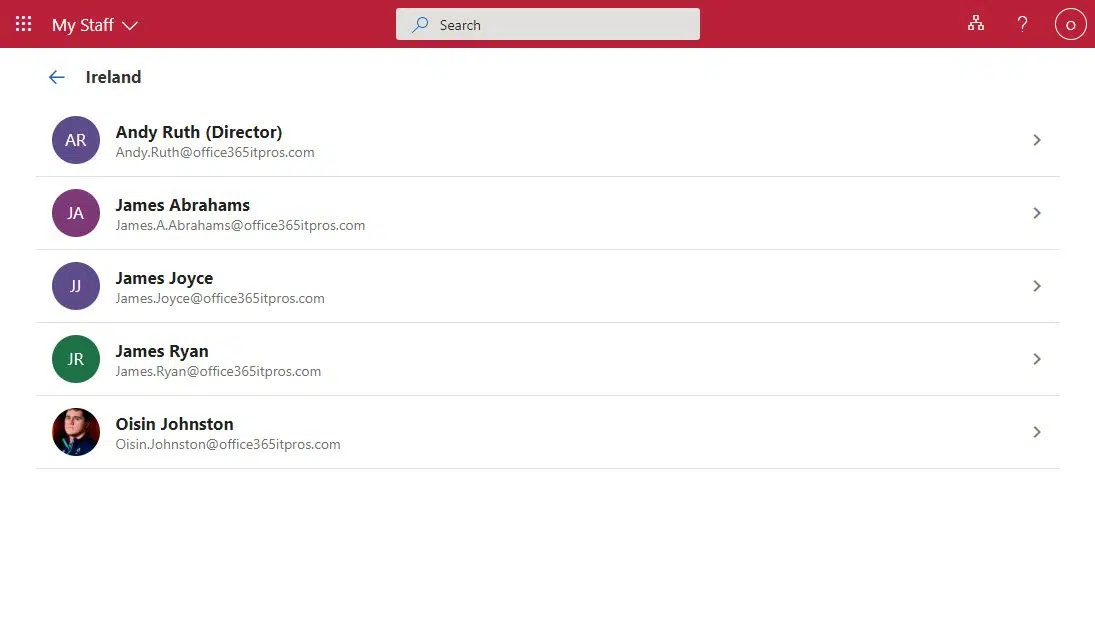 My Staff
Search
?
O
Ireland
AR
Andy Ruth (Director)
Andy.Ruth@office365itpros.com
JA
James Abrahams
James.A.Abrahams@office365itpros.com
JJ
James Joyce
James.Joyce@office365itpros.com
JR
James Ryan
James.Ryan@office365itpros.com
Oisin Johnston
Oisin.Johnston@office365itpros.com